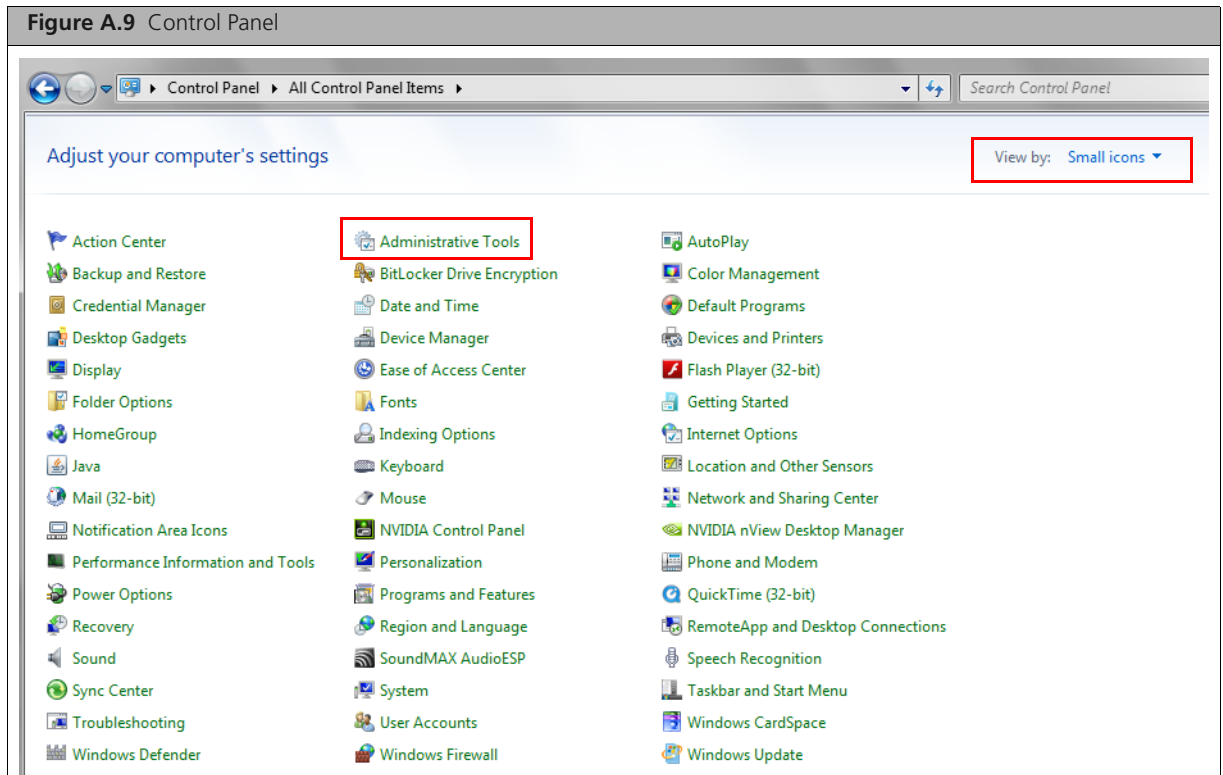 Figure A.9 Control Panel
Control Panel All Control Panel Items
Search Control Panel
Adjust your computer's settings
View by: Small icons
Action Center Administrative Tools AutoPlay
Backup and Restore BitLocker Drive Encryption Color Management
Credential Manager Date and Time Default Programs
Desktop Gadgets Device Manager Devices and Printers
Display Ease of Access Center Flash Player (32-bit)
Folder Options Fonts Getting Started
HomeGroup Indexing Options Internet Options
Java Keyboard Location and Other Sensors
Mail (32-bit) Mouse Network and Sharing Center
Notification Area Icons NVIDIA Control Panel NVIDIA nView Desktop Manager
Performance Information and Tools Personalization Phone and Modem
Power Options Programs and Features QuickTime (32-bit)
Recovery Region and Language RemoteApp and Desktop Connections
Sound SoundMAX AudioESP Speech Recognition
Sync Center System Taskbar and Start Menu
Troubleshooting User Accounts Windows CardSpace
Windows Defender Windows Firewall Windows Update